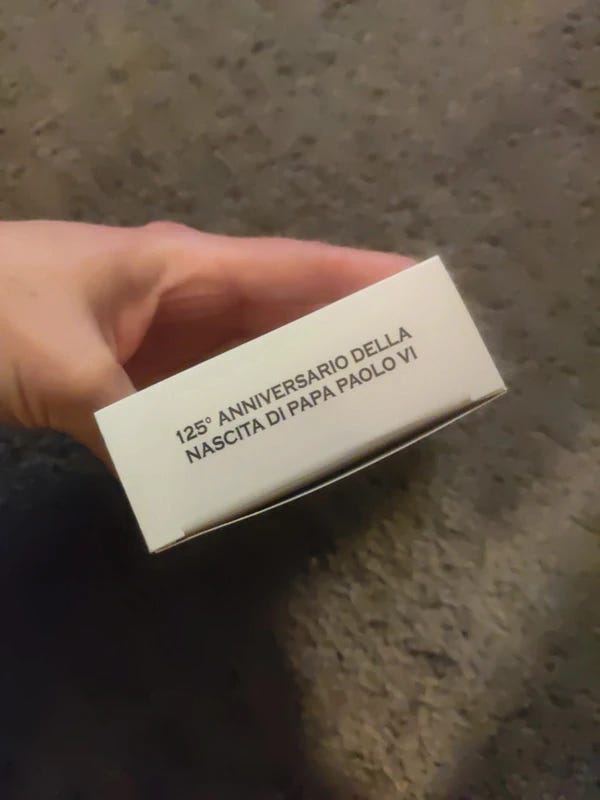 125° ANNIVERSARIO DELLA
NASCITA DI PAPA PAOLO VI